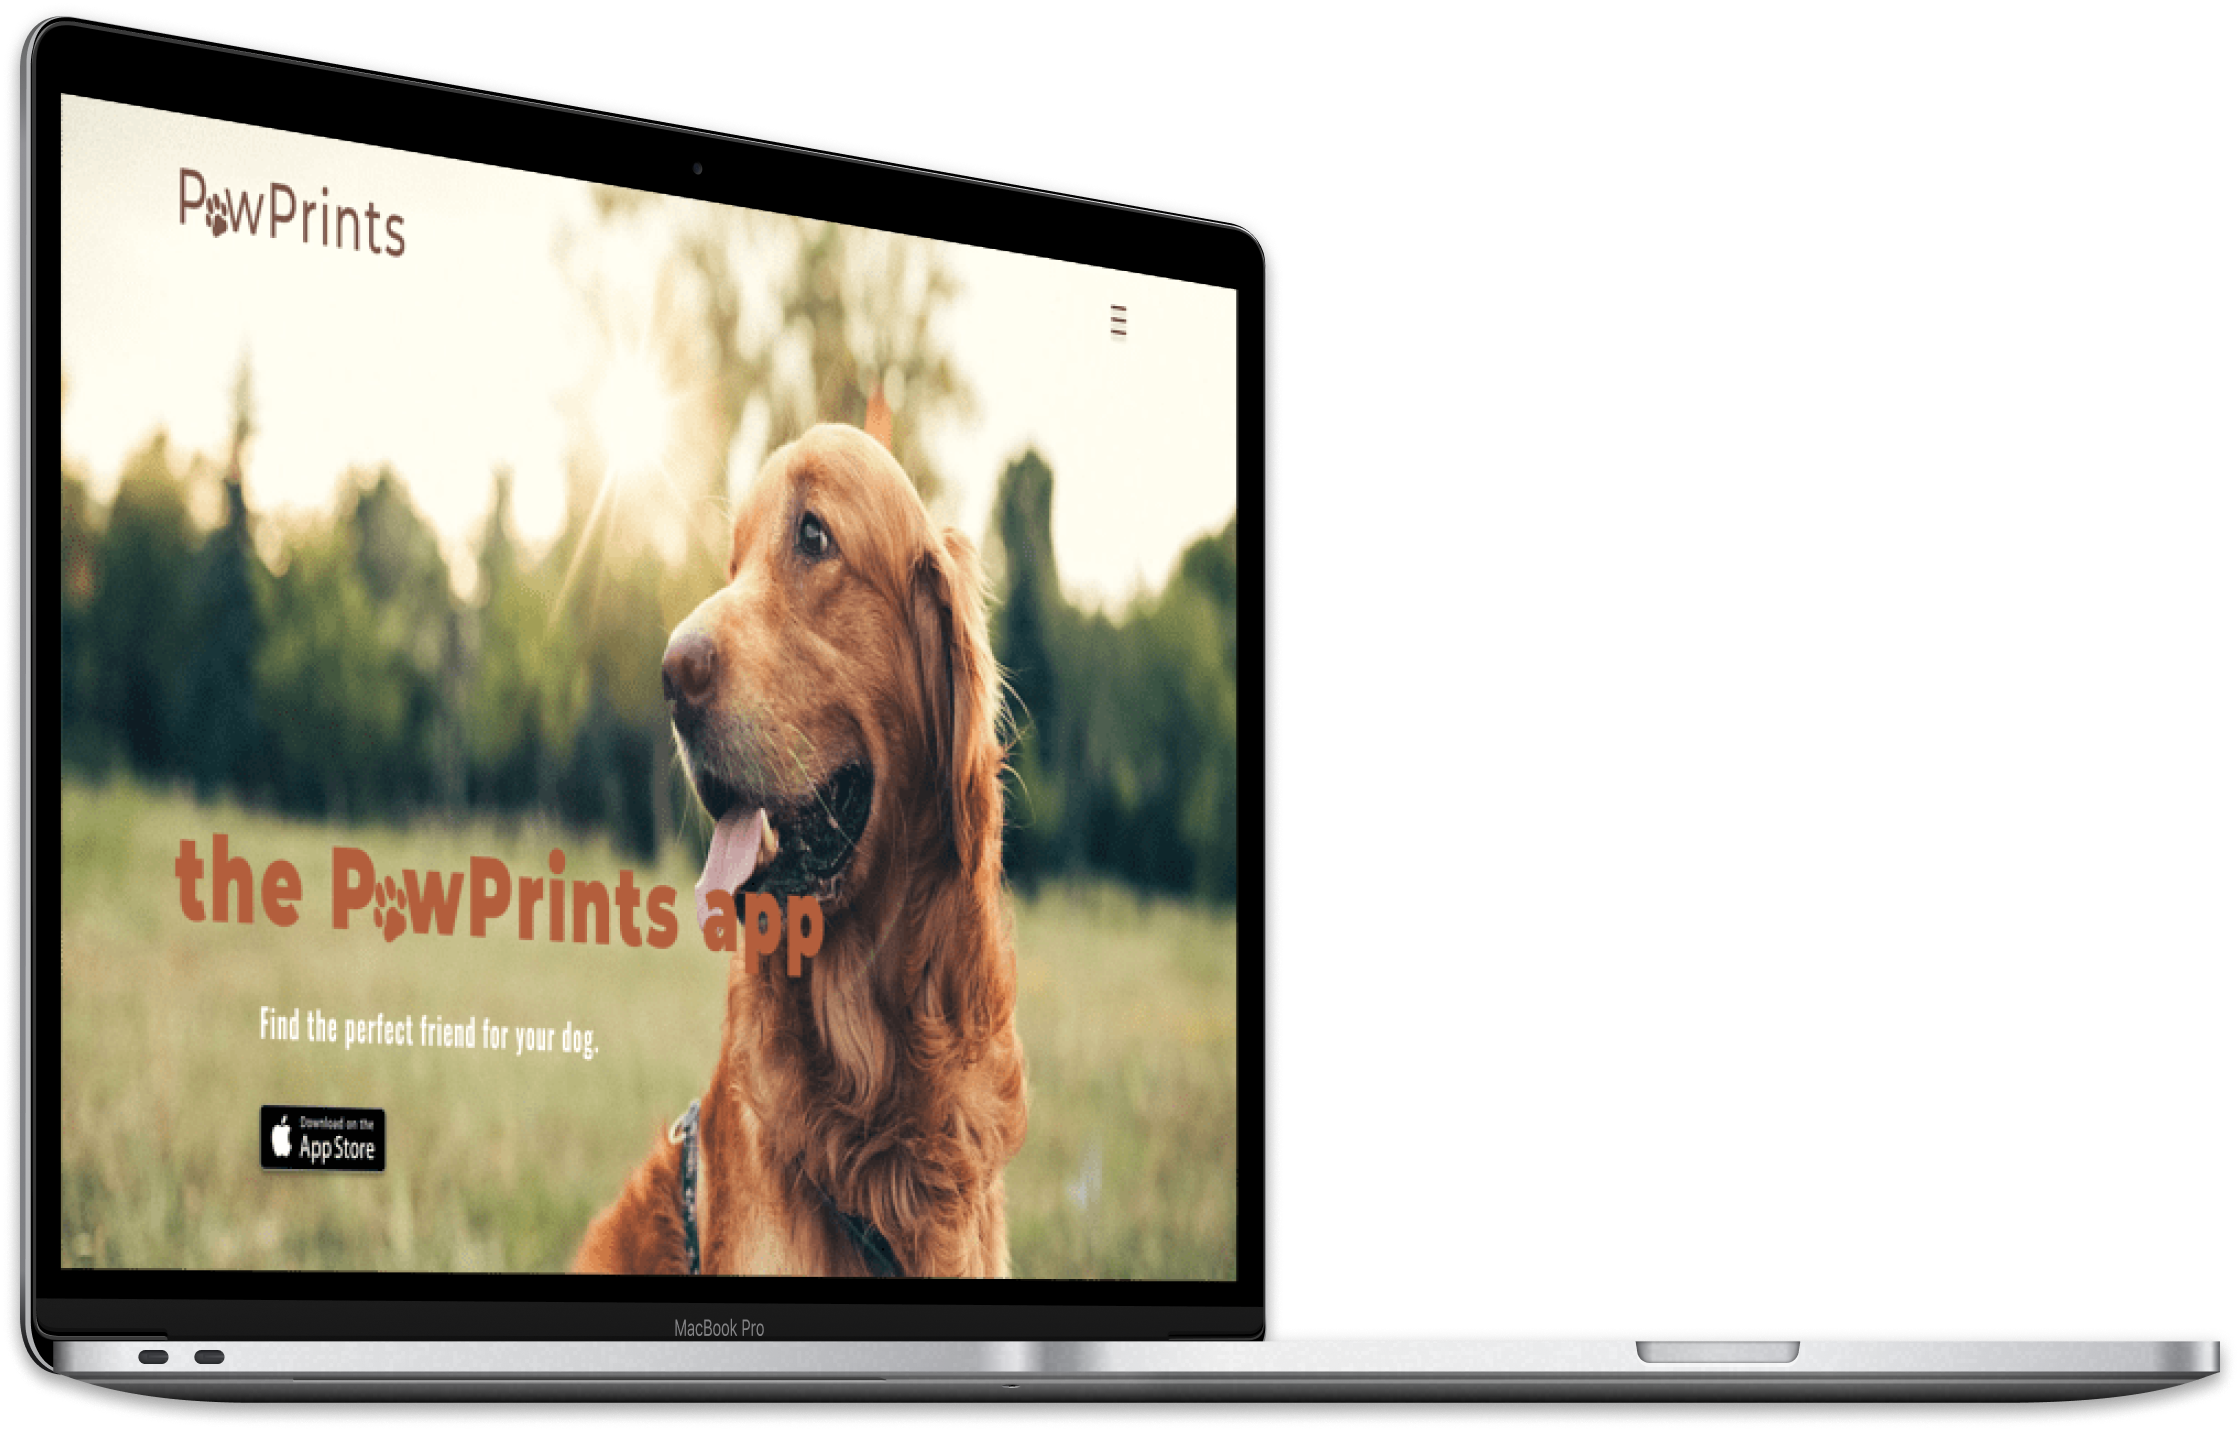 PawPrints
the PawPrints app
Find the perfect friend for your dog.
Download on the
App Store
MacBook Pro